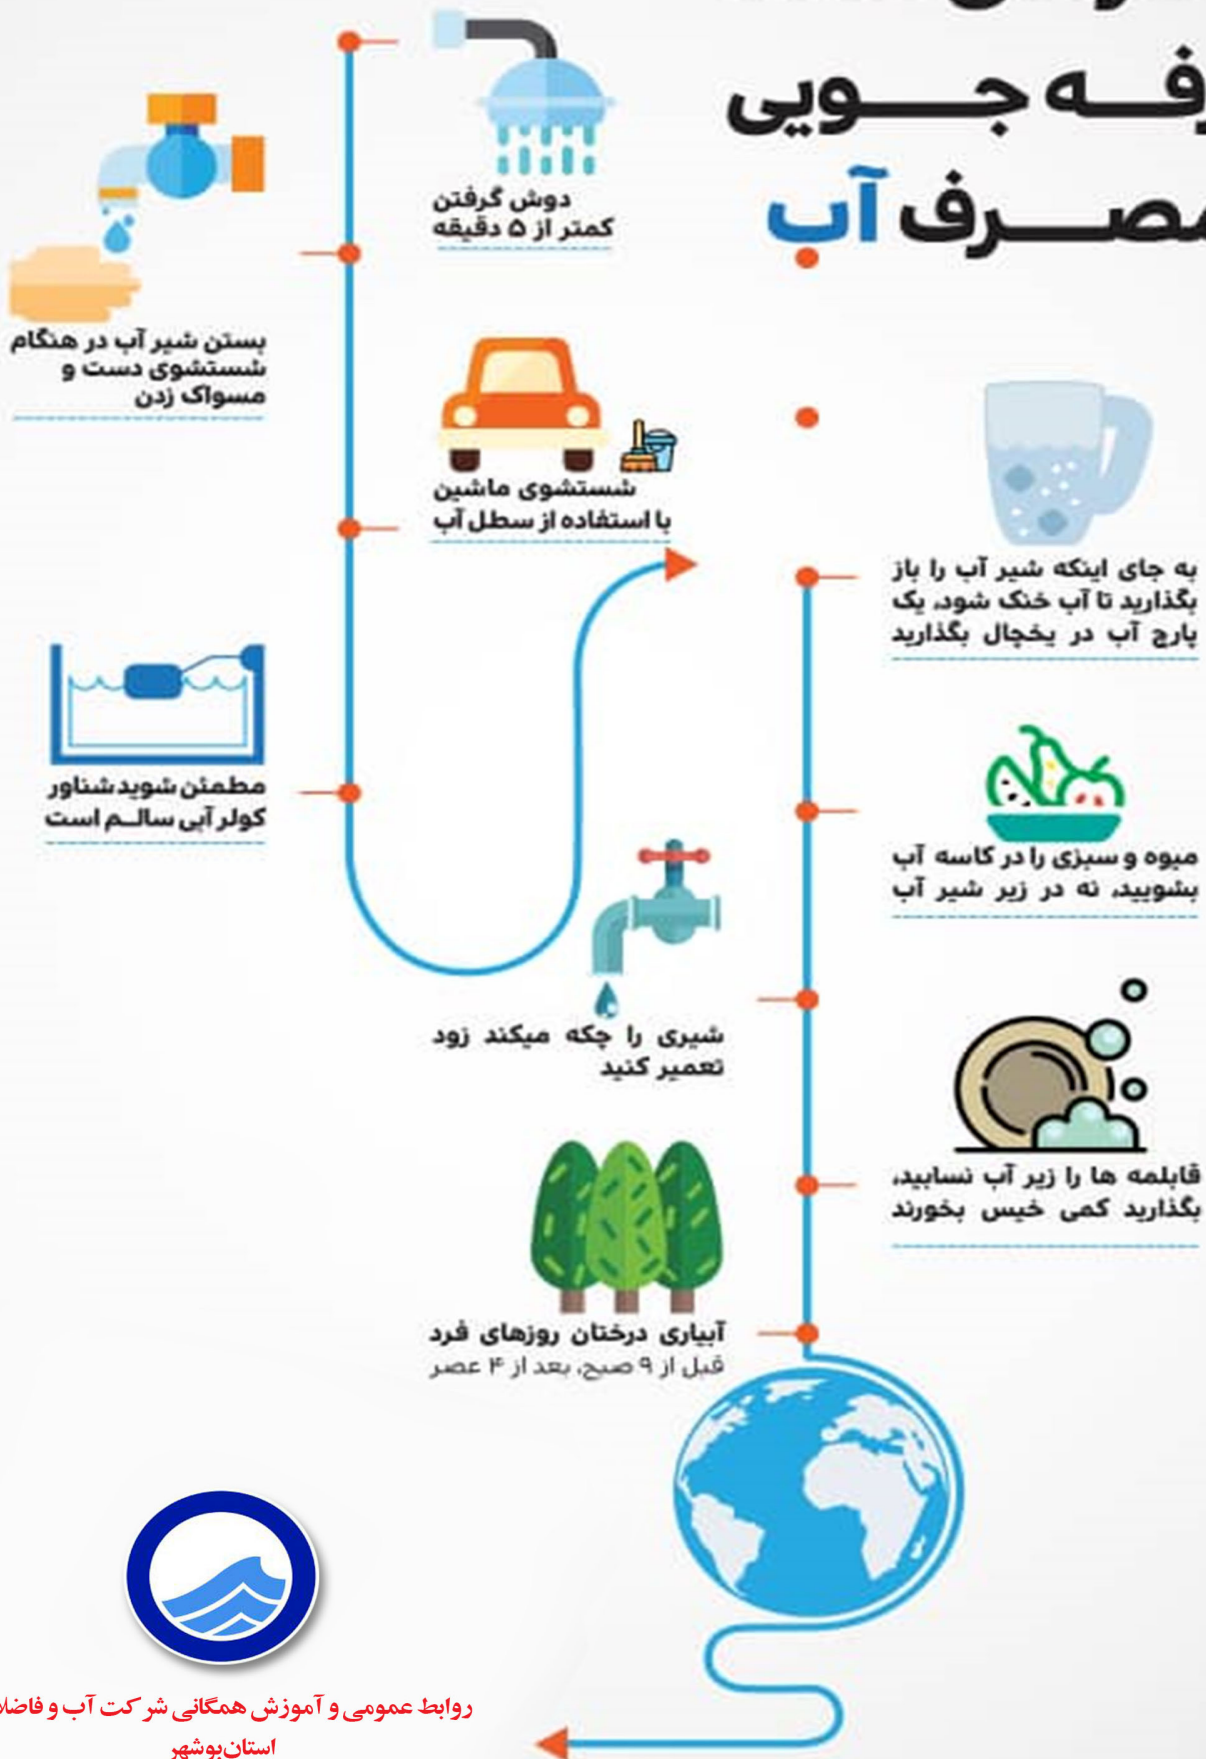 جـــویی
آب
دوش گرفتن
کمتر از ۵ دقیقه
بستن شیر آب در هنگام
شستشوی دست و
مسواک زدن
شستشوی ماشین
با استفاده از سطل آب
مطمئن شوید شناور
کولر آبی سالـم است
به جای اینکه شیر آب را باز
بگذارید تا آب خنک شود، یک
پارچ آب در یخچال بگذارید
میوه و سبزی را در کاسه آب
بشویید، نه در زیر شیر آب
شیری را چکه میکند زود
تعمیر کنید
قابلمه ها را زیر آب نسابید،
بگذارید کمی خیس بخورند
آبیاری درختان روزهای فرد
قبل از ۹ صبح، بعد از ۴ عصر
روابط عمومی و آموزش همگانی شرکت آب و
استان بوشهر